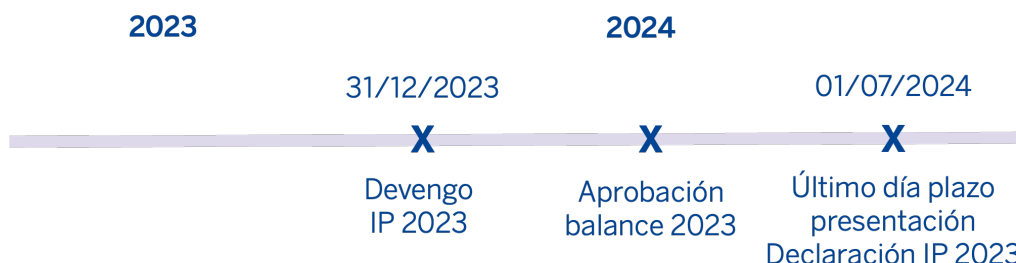 2023
2024
31/12/2023
01/07/2024
X
X
X
Devengo
IP 2023
Aprobación
balance 2023
Último día plazo
presentación
Declaración IP 2023